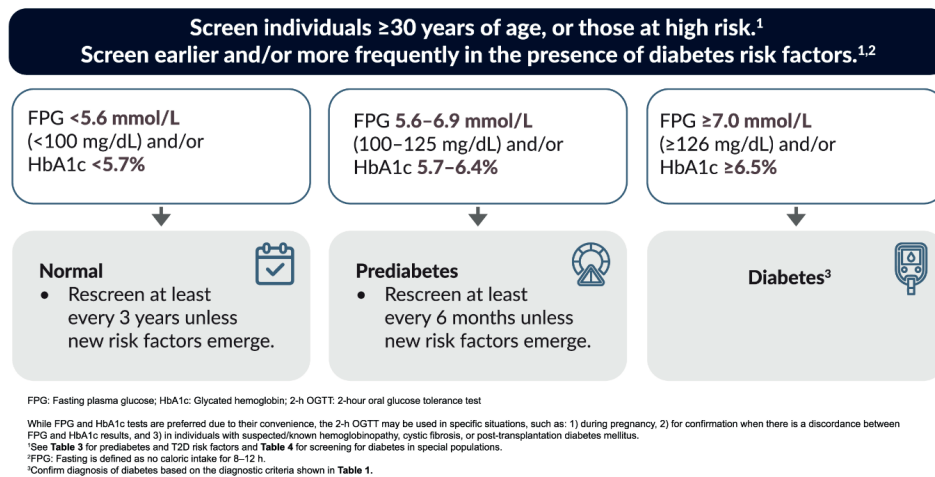 Screen individuals ≥30 years of age, or those at high risk.¹
Screen earlier and/or more frequently in the presence of diabetes risk factors.¹,²
FPG <5.6 mmol/L
(<100 mg/dL) and/or
HbA1c <5.7%
FPG 5.6–6.9 mmol/L
(100–125 mg/dL) and/or
HbA1c 5.7–6.4%
FPG ≥7.0 mmol/L
(≥126 mg/dL) and/or
HbA1c ≥6.5%
Normal
• Rescreen at least
every 3 years unless
new risk factors emerge.
Prediabetes
• Rescreen at least
every 6 months unless
new risk factors emerge.
Diabetes³
FPG: Fasting plasma glucose; HbA1c: Glycated hemoglobin; 2-h OGTT: 2-hour oral glucose tolerance test
While FPG and HbA1c tests are preferred due to their convenience, the 2-h OGTT may be used in specific situations, such as: 1) during pregnancy, 2) for confirmation when there is a discordance between
FPG and HbA1c results, and 3) in individuals with suspected/known hemoglobinopathy, cystic fibrosis, or post-transplantation diabetes mellitus.
¹See Table 3 for prediabetes and T2D risk factors and Table 4 for screening for diabetes in special populations.
²FPG: Fasting is defined as no caloric intake for 8–12 h.
³Confirm diagnosis of diabetes based on the diagnostic criteria shown in Table 1.